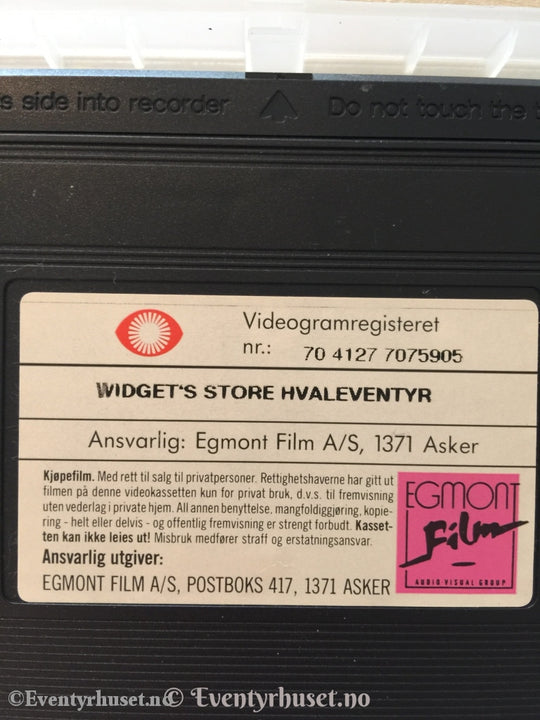 s side into recorder Do not touch the t
Videogramregisteret
nr.: 70 4127 7075905
WIDGET'S STORE HVALEVENTYR
Ansvarlig: Egmont Film A/S, 1371 Asker
Kjøpefilm. Med rett til salg til privatpersoner. Rettighetshaverne har gitt ut
filmen på denne videokassetten kun for privat bruk, d.v.s. til fremvisning
uten vederlag i private hjem. All annen benyttelse, mangfoldiggjøring, kopie-
ring - helt eller delvis - og offentlig fremvisning er strengt forbudt. Kasset-
ten kan ikke leies ut! Misbruk medfører straff og erstatningsansvar.
Ansvarlig utgiver:
EGMONT FILM A/S, POSTBOKS 417, 1371 ASKER
EGMONT
Film
AUDIO VISUAL GROUP
©Eventyrhuset.no © Eventyrhuset.no